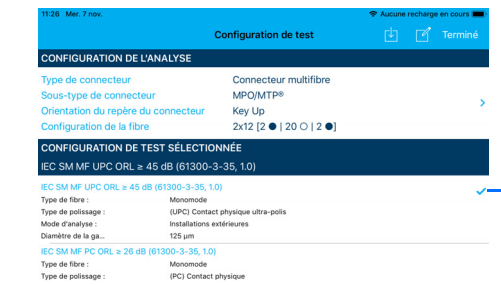 11:26 Mer. 7 nov. Aucune recharge en cours
Configuration de test Terminé
CONFIGURATION DE L'ANALYSE
Type de connecteur Connecteur multifibre
Sous-type de connecteur MPO/MTP®
Orientation du repère du connecteur Key Up
Configuration de la fibre 2x12 [2 ● | 20 ○ | 2 ●]
CONFIGURATION DE TEST SÉLECTIONNÉE
IEC SM MF UPC ORL ≥ 45 dB (61300-3-35, 1.0)
IEC SM MF UPC ORL ≥ 45 dB (61300-3-35, 1.0)
Type de fibre : Monomode
Type de polissage : (UPC) Contact physique ultra-polis
Mode d'analyse : Installations extérieures
Diamètre de la ga... 125 μm
IEC SM MF PC ORL ≥ 26 dB (61300-3-35, 1.0)
Type de fibre : Monomode
Type de polissage : (PC) Contact physique